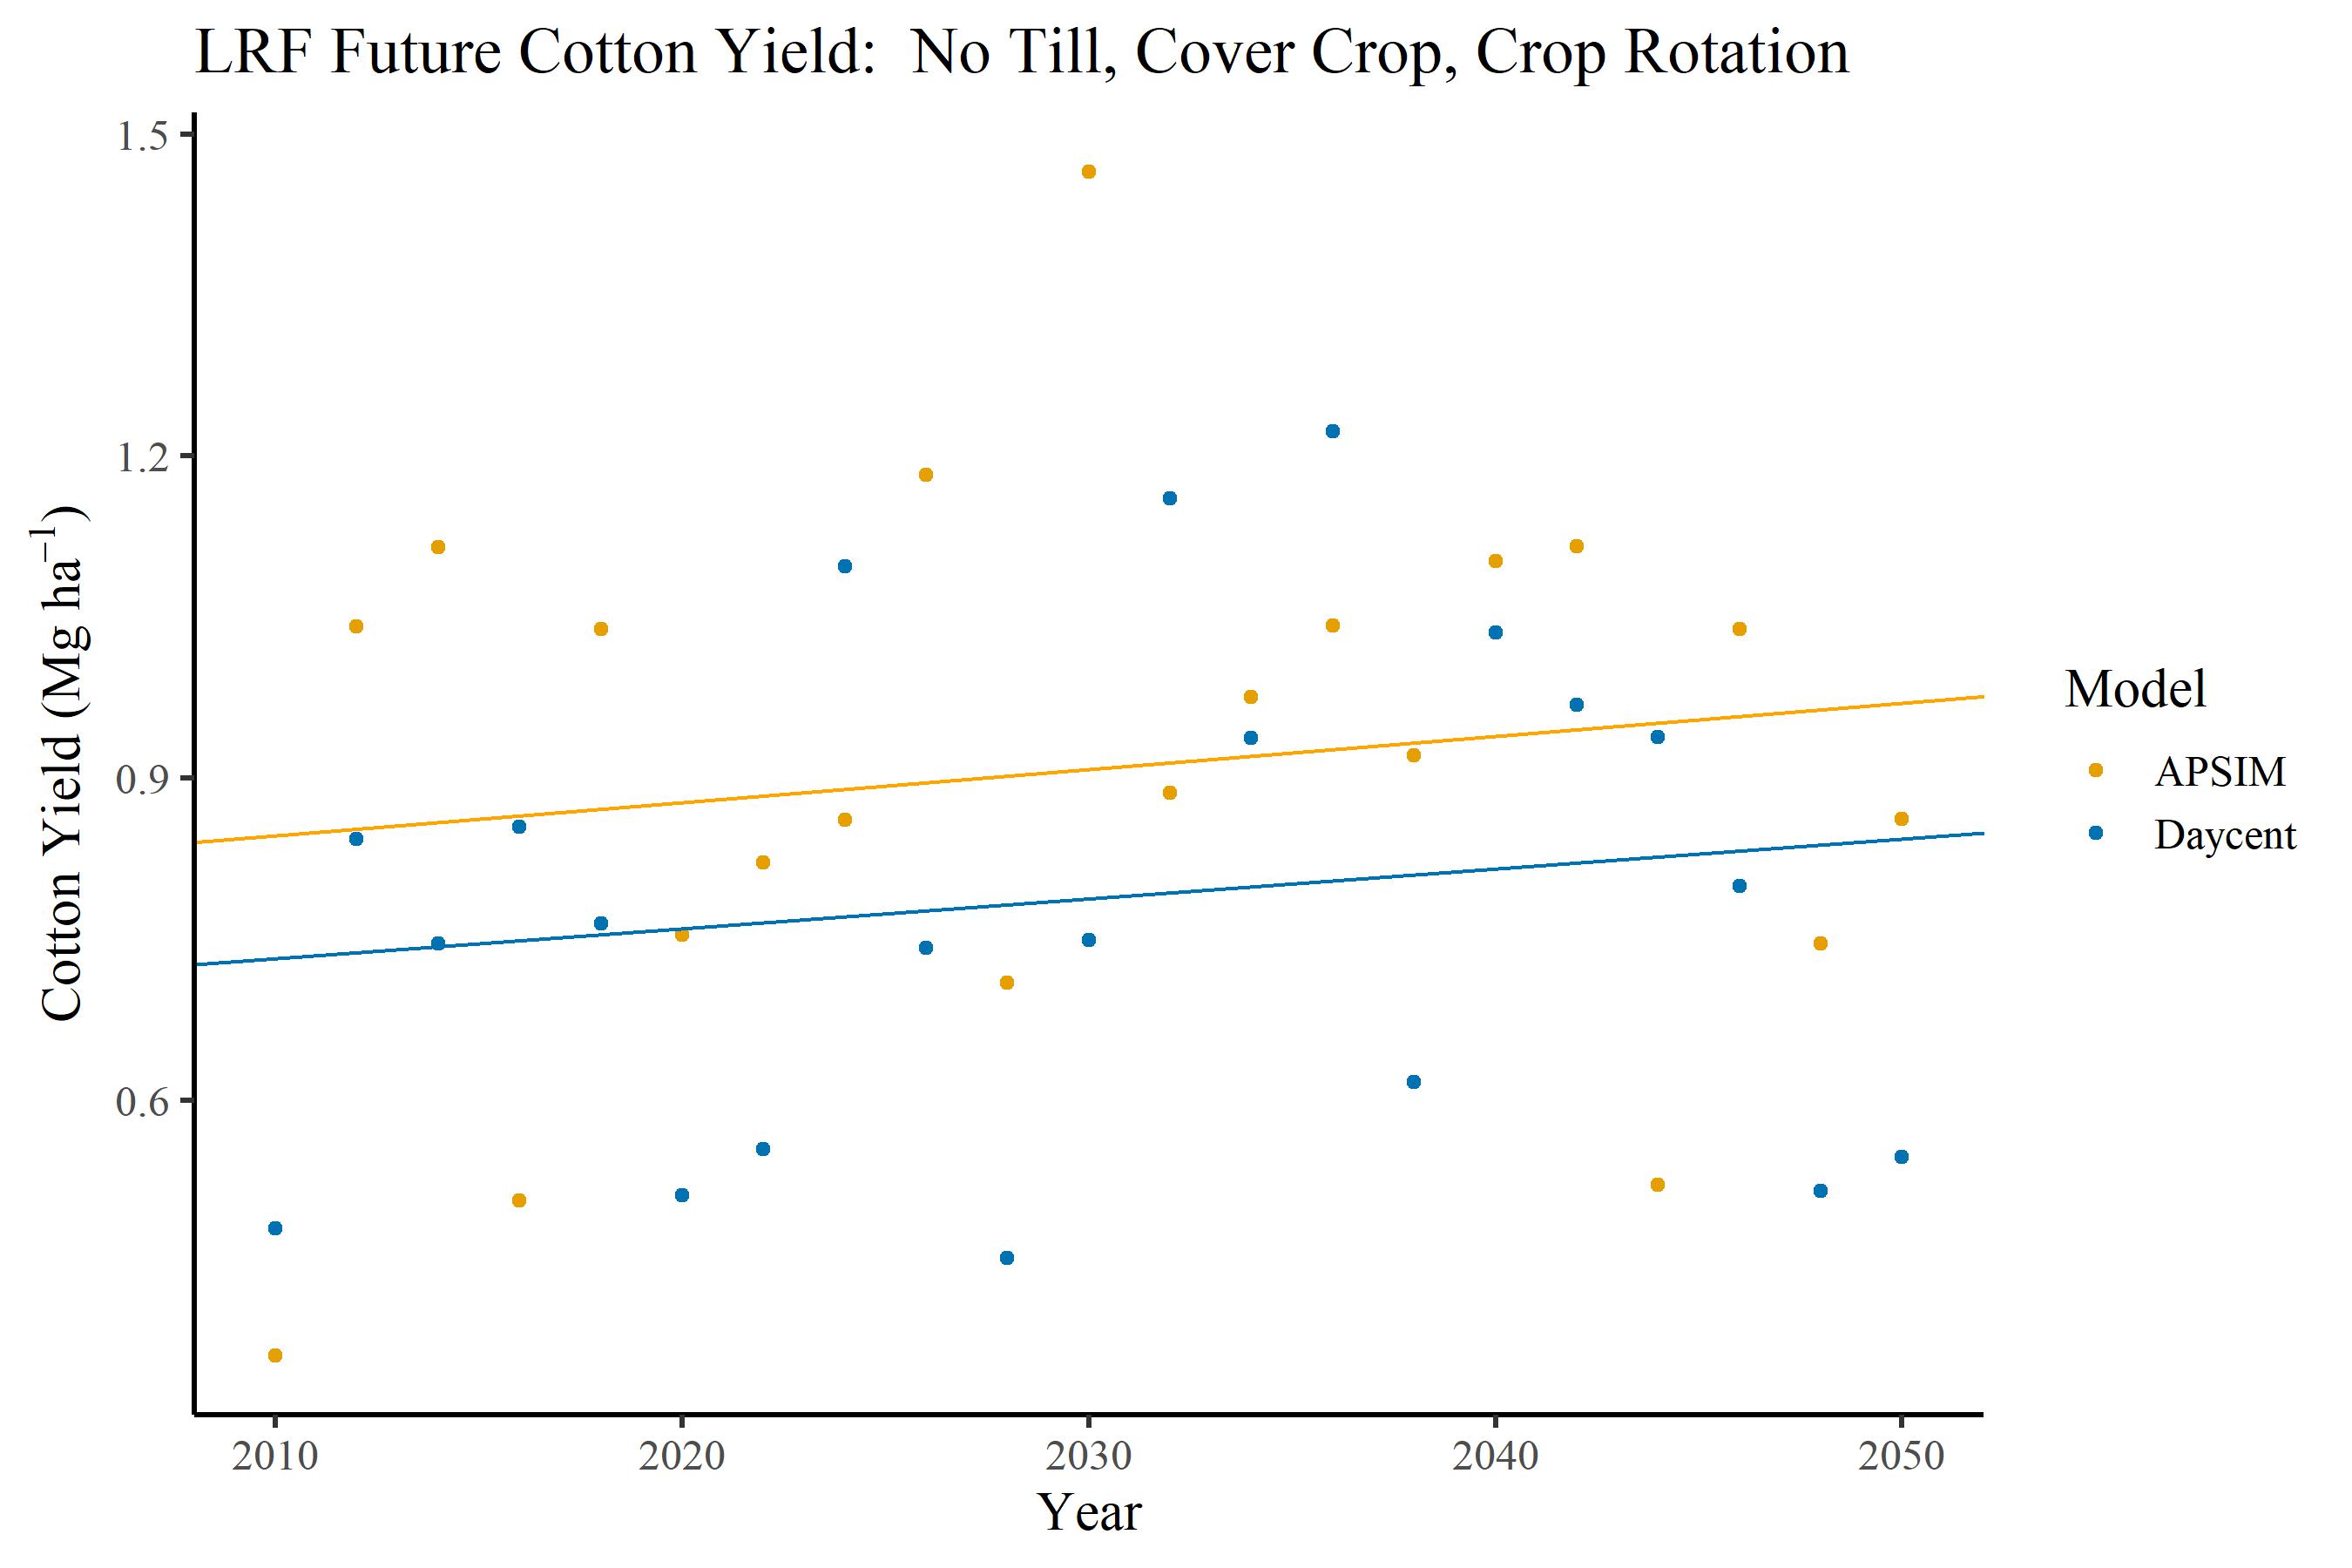 LRF Future Cotton Yield:  No Till, Cover Crop, Crop Rotation
Cotton Yield (Mg ha⁻¹)
1.5
1.2
0.9
0.6
2010 2020 2030 2040 2050
Year
Model
APSIM
Daycent